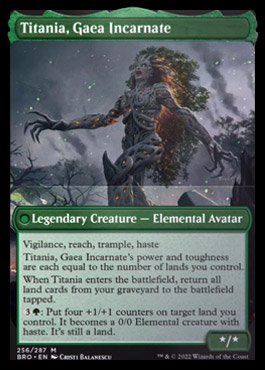 Titania, Gaea Incarnate
Legendary Creature — Elemental Avatar
Vigilance, reach, trample, haste
Titania, Gaea Incarnate's power and toughness
are each equal to the number of lands you control.
When Titania enters the battlefield, return all
land cards from your graveyard to the battlefield
tapped.
3: Put four +1/+1 counters on target land you
control. It becomes a 0/0 Elemental creature
with haste. It's still a land.
*/*
256/287 M
BRO • EN CRISTI BALANESCU
™ & © 2022 Wizards of the Coast